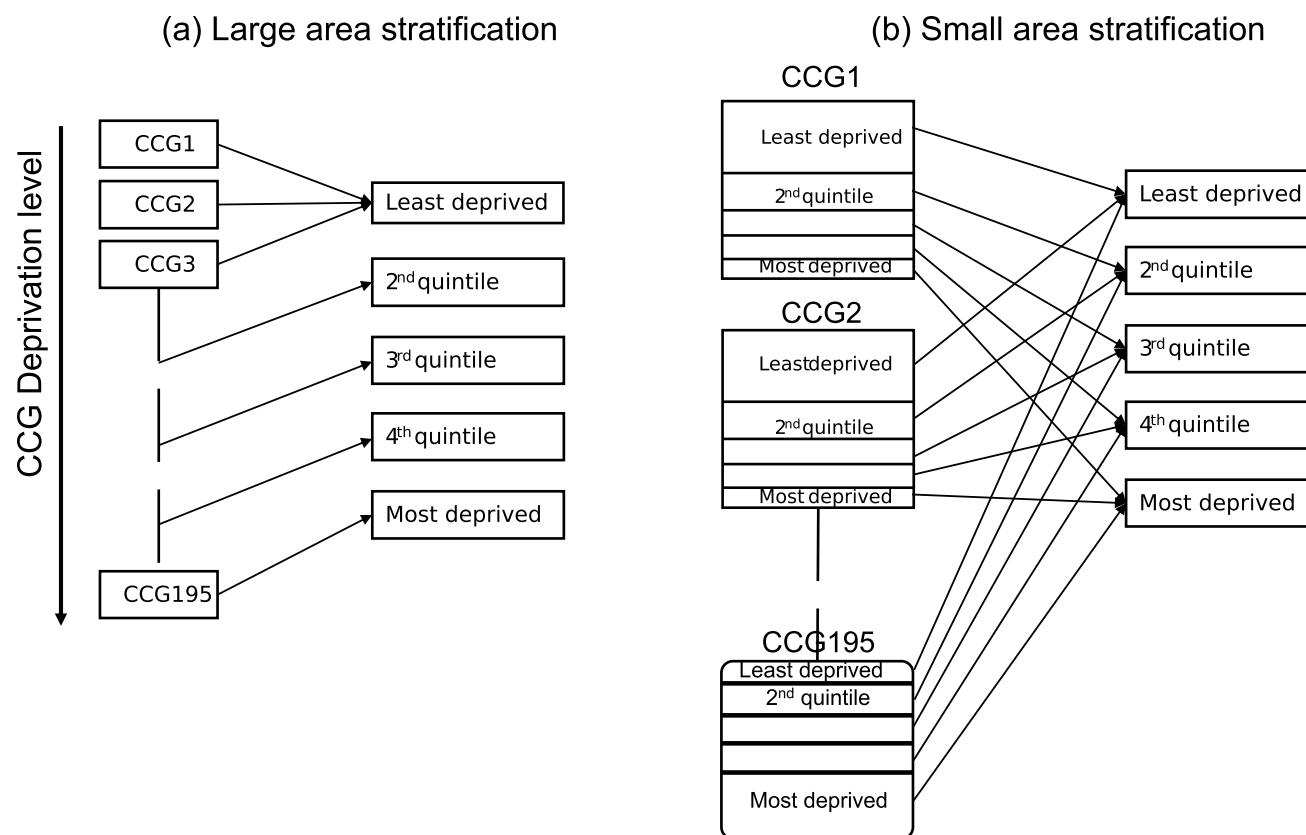 (a) Large area stratification
CCG Deprivation level
CCG1
CCG2
CCG3
CCG195
Least deprived
2nd quintile
3rd quintile
4th quintile
Most deprived
(b) Small area stratification
CCG1
Least deprived
2nd quintile
Most deprived
CCG2
Leastdeprived
2nd quintile
Most deprived
CCG195
Least deprived
2nd quintile
Most deprived
Least deprived
2nd quintile
3rd quintile
4th quintile
Most deprived